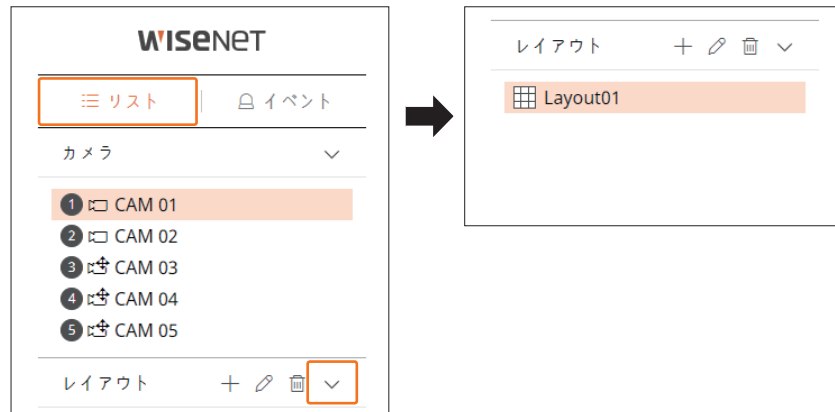 WISENET
リスト
イベント
カメラ
1 CAM 01
2 CAM 02
3 CAM 03
4 CAM 04
5 CAM 05
レイアウト
レイアウト
Layout01